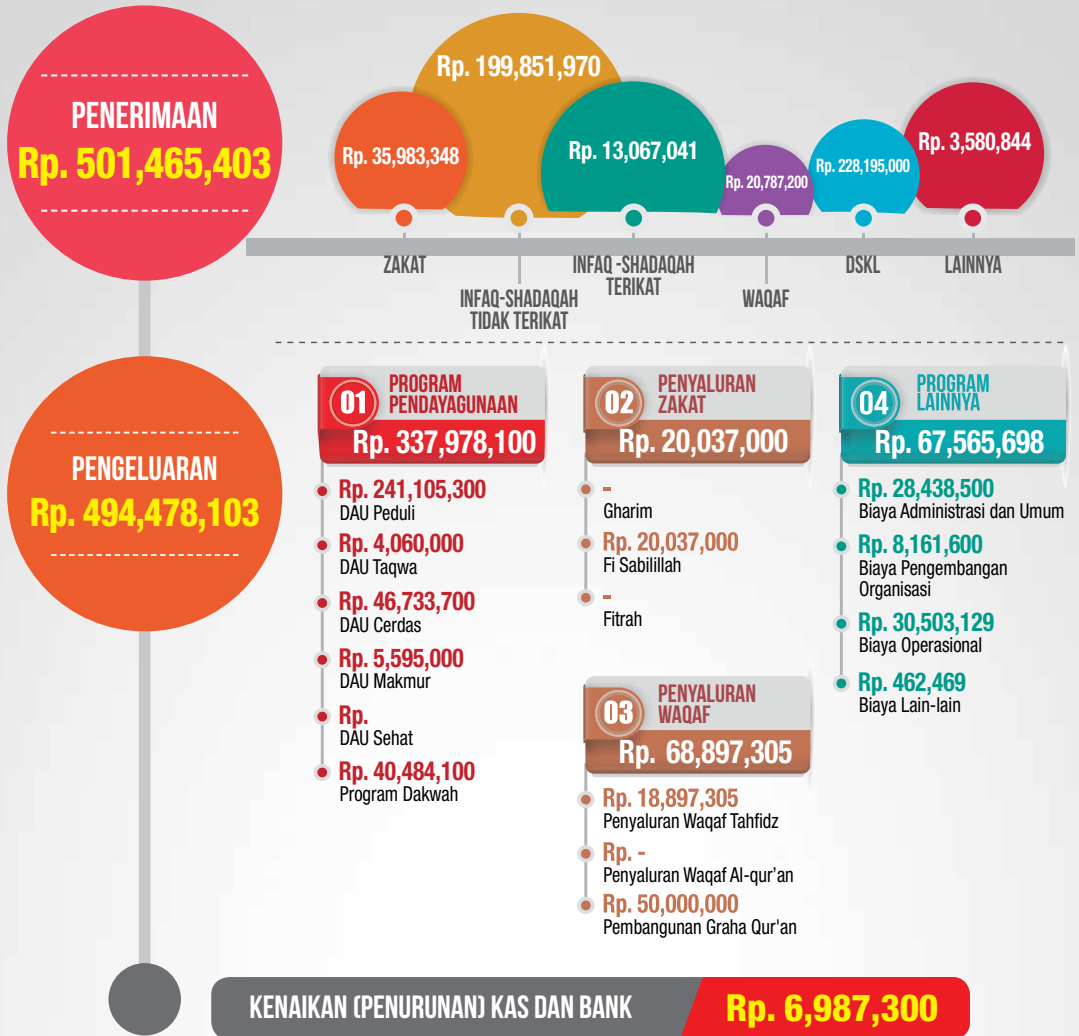 PENERIMAAN
Rp. 501,465,403
Rp. 35,983,348
Rp. 199,851,970
Rp. 13,067,041
Rp. 20,787,200
Rp. 228,195,000
Rp. 3,580,844
ZAKAT
INFAQ-SHADAQAH
TIDAK TERIKAT
INFAQ -SHADAQAH
TERIKAT
WAQAF
DSKL
LAINNYA
PENGELUARAN
Rp. 494,478,103
01
PROGRAM
PENDAYAGUNAAN
Rp. 337,978,100
Rp. 241,105,300
DAU Peduli
Rp. 4,060,000
DAU Taqwa
Rp. 46,733,700
DAU Cerdas
Rp. 5,595,000
DAU Makmur
Rp.
DAU Sehat
Rp. 40,484,100
Program Dakwah
02
PENYALURAN
ZAKAT
Rp. 20,037,000
-
Gharim
Rp. 20,037,000
Fi Sabilillah
-
Fitrah
03
PENYALURAN
WAQAF
Rp. 68,897,305
Rp. 18,897,305
Penyaluran Waqaf Tahfidz
Rp. -
Penyaluran Waqaf Al-qur’an
Rp. 50,000,000
Pembangunan Graha Qur'an
04
PROGRAM
LAINNYA
Rp. 67,565,698
Rp. 28,438,500
Biaya Administrasi dan Umum
Rp. 8,161,600
Biaya Pengembangan
Organisasi
Rp. 30,503,129
Biaya Operasional
Rp. 462,469
Biaya Lain-lain
KENAIKAN (PENURUNAN) KAS DAN BANK
Rp. 6,987,300